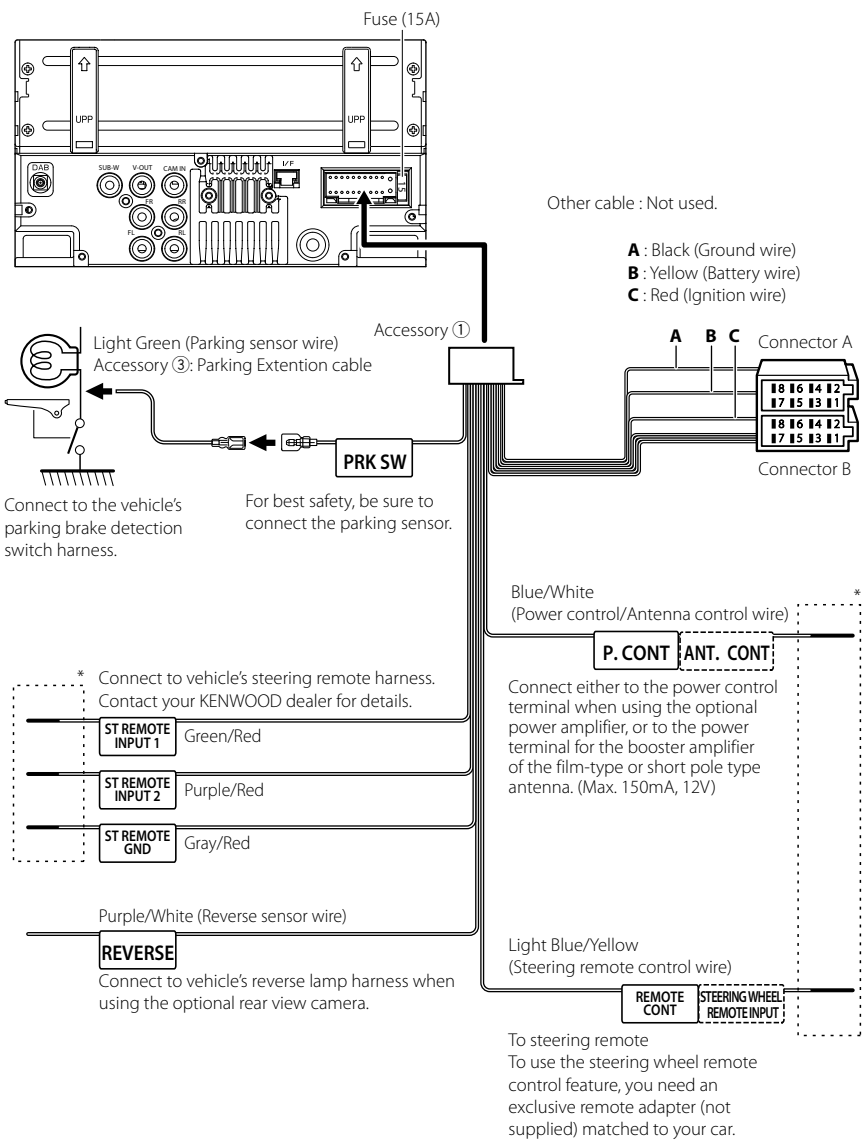 Fuse (15A)
UPP
UPP
DAB
SUB-W
V-OUT
CAM IN
I/F
15
FR
RR
FL
RL
Other cable : Not used.
A : Black (Ground wire)
B : Yellow (Battery wire)
C : Red (Ignition wire)
Accessory ①
A B C
Connector A
8 6 4 2
7 5 3 1
8 6 4 2
7 5 3 1
Connector B
Light Green (Parking sensor wire)
Accessory ③: Parking Extention cable
PRK SW
Connect to the vehicle's
parking brake detection
switch harness.
For best safety, be sure to
connect the parking sensor.
Blue/White
(Power control/Antenna control wire)
*
P. CONT
ANT. CONT
Connect either to the power control
terminal when using the optional
power amplifier, or to the power
terminal for the booster amplifier
of the film-type or short pole type
antenna. (Max. 150mA, 12V)
*
Connect to vehicle's steering remote harness.
Contact your KENWOOD dealer for details.
ST REMOTE
INPUT 1
Green/Red
ST REMOTE
INPUT 2
Purple/Red
ST REMOTE
GND
Gray/Red
Purple/White (Reverse sensor wire)
REVERSE
Connect to vehicle's reverse lamp harness when
using the optional rear view camera.
Light Blue/Yellow
(Steering remote control wire)
REMOTE
CONT
STEERING WHEEL
REMOTE INPUT
To steering remote
To use the steering wheel remote
control feature, you need an
exclusive remote adapter (not
supplied) matched to your car.